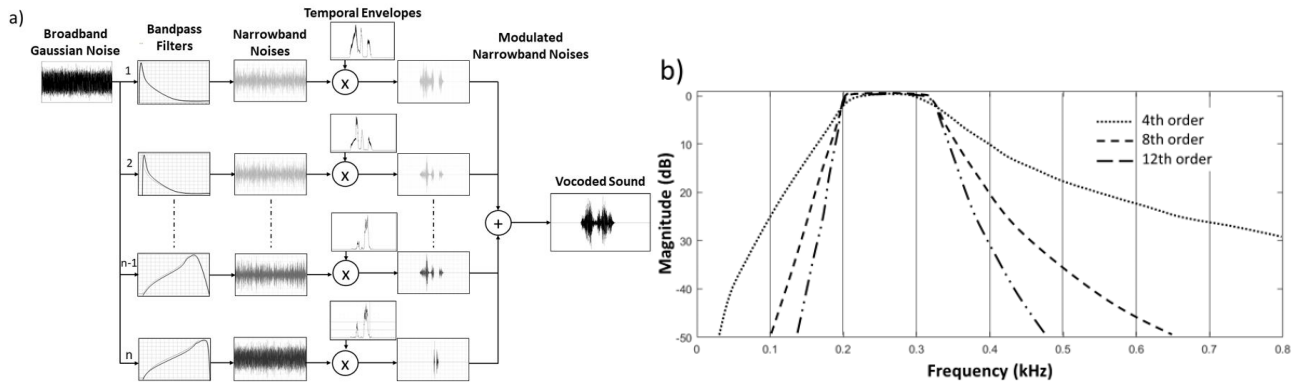 a)
Broadband
Gaussian Noise
Bandpass
Filters
Narrowband
Noises
Temporal Envelopes
Modulated
Narrowband Noises
1
X
2
X
n-1
X
n
X
+
Vocoded Sound
b)
Magnitude (dB)
0
10
20
30
40
-50
4th order
8th order
12th order
0
0.1
0.2
0.3
0.4
0.5
0.6
0.7
0.8
Frequency (kHz)